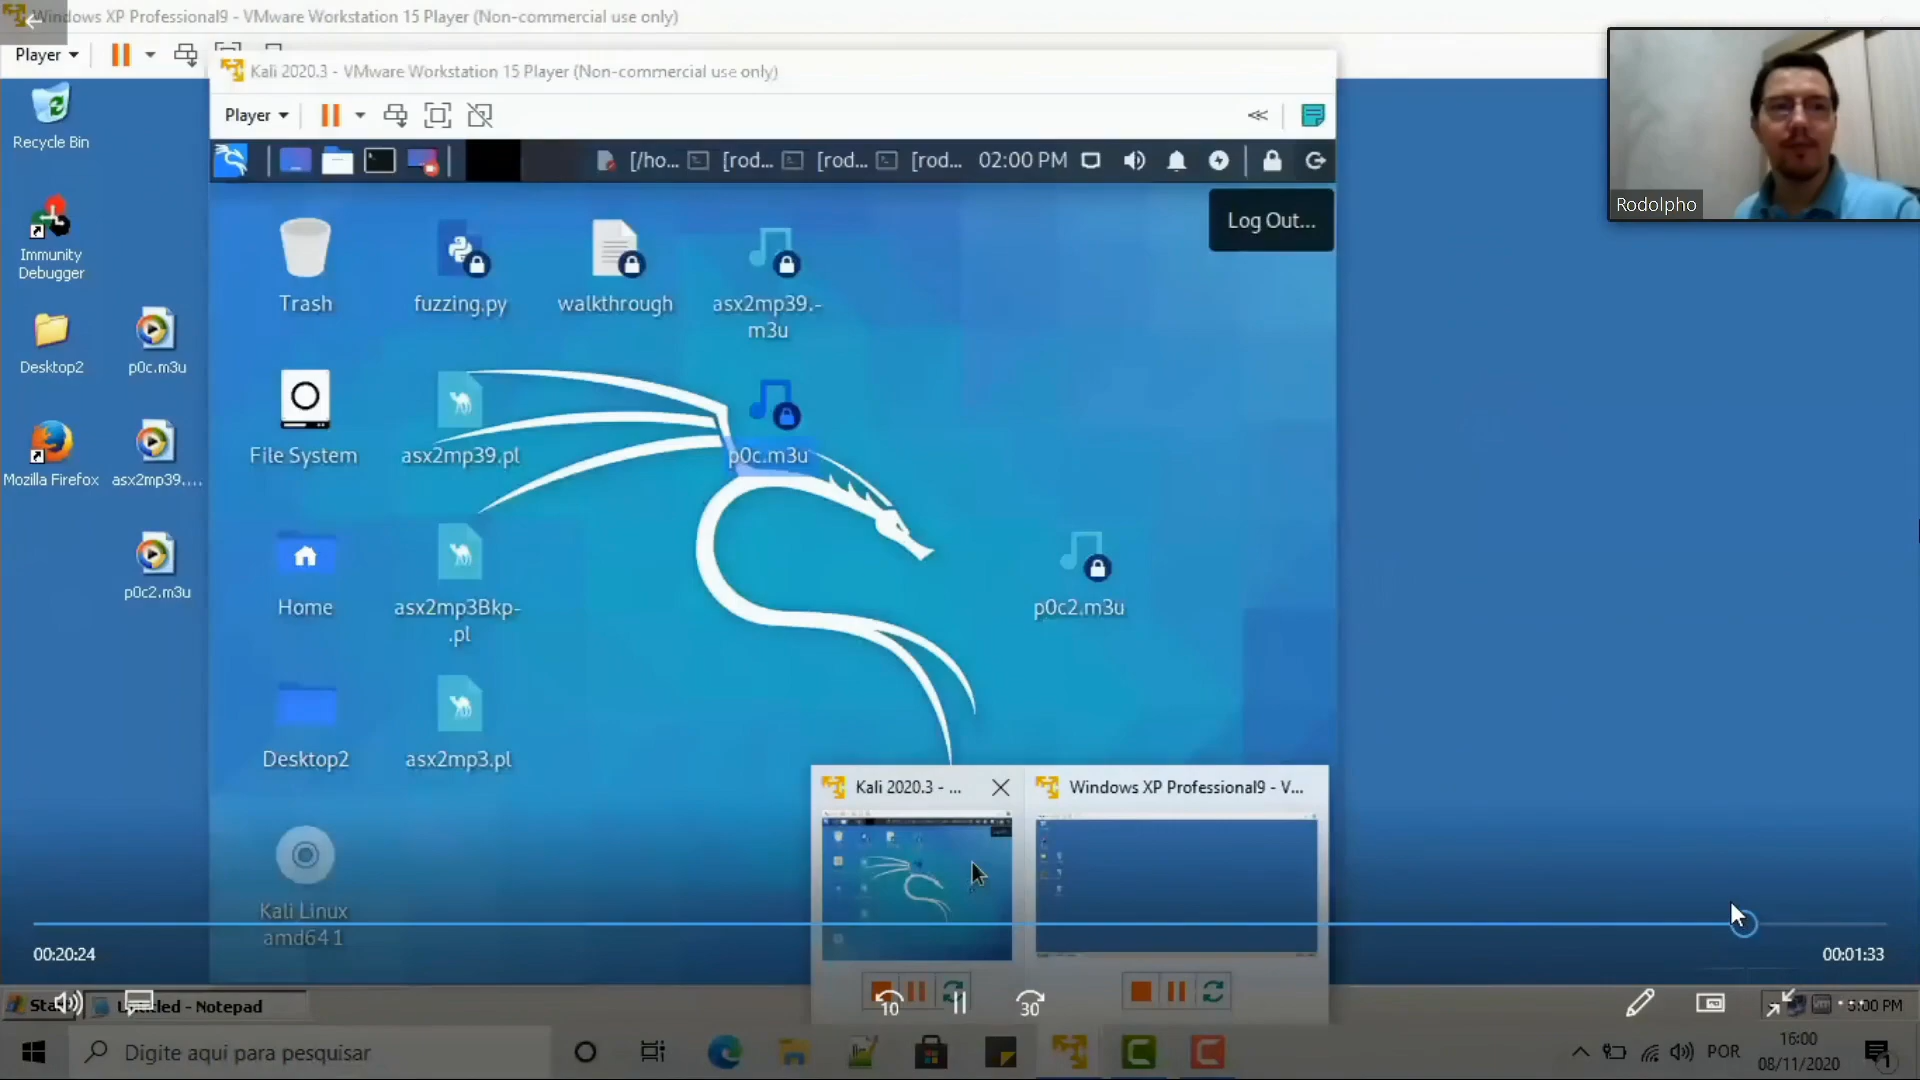 Windows XP Professional9 - VMware Workstation 15 Player (Non-commercial use only)
Player
Kali 2020.3 - VMware Workstation 15 Player (Non-commercial use only)
Player
[/ho...
[rod...
[rod...
[rod...
02:00 PM
Log Out...
Rodolpho
Recycle Bin
Immunity
Debugger
Desktop2
p0c.m3u
Mozilla Firefox
asx2mp39....
p0c2.m3u
Trash
fuzzing.py
walkthrough
asx2mp39.-
m3u
File System
asx2mp39.pl
p0c.m3u
Home
asx2mp3Bkp-
.pl
p0c2.m3u
Desktop2
asx2mp3.pl
Kali Linux
amd64 1
Kali 2020.3 - ...
Windows XP Professional9 - V...
00:20:24
00:01:33
10
30
Untitled - Notepad
5:00 PM
Digite aqui para pesquisar
POR
16:00
08/11/2020
1